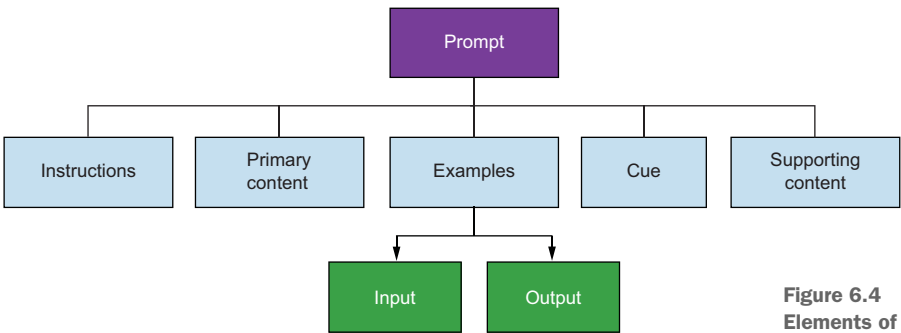 Prompt
Instructions
Primary
content
Examples
Cue
Supporting
content
Input
Output
Figure 6.4
Elements of